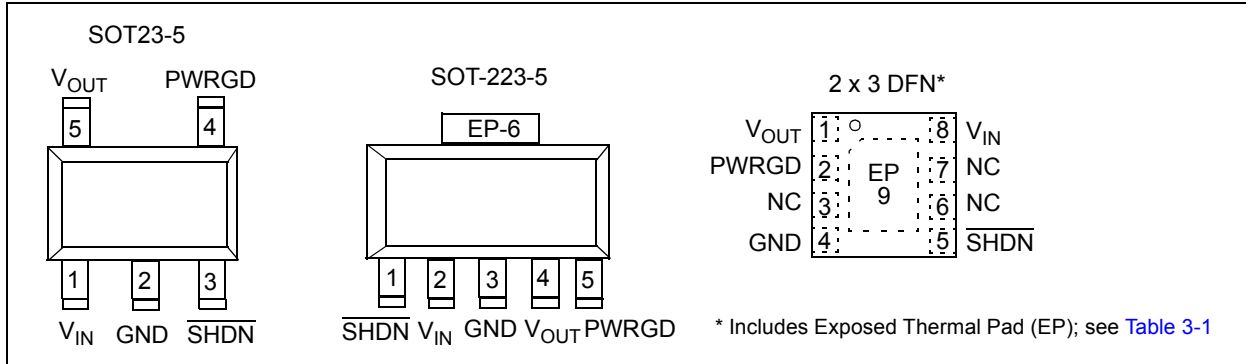 SOT23-5
VOUT PWRGD
5 4
1 2 3
VIN GND SHDN
SOT-223-5
EP-6
1 2 3 4 5
SHDN VIN GND VOUT PWRGD
2 x 3 DFN*
VOUT 1 8 VIN
PWRGD 2 EP 7 NC
NC 3 9 6 NC
GND 4 5 SHDN
* Includes Exposed Thermal Pad (EP); see Table 3-1